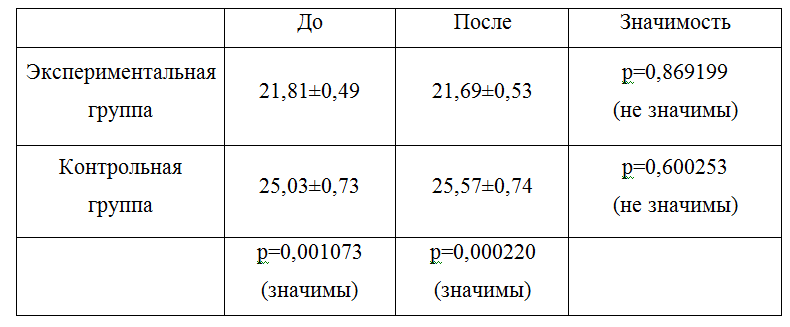 До После Значимость
Экспериментальная
группа
21,81±0,49 21,69±0,53
p=0,869199
(не значимы)
Контрольная
группа
25,03±0,73 25,57±0,74
p=0,600253
(не значимы)
p=0,001073
(значимы)
p=0,000220
(значимы)